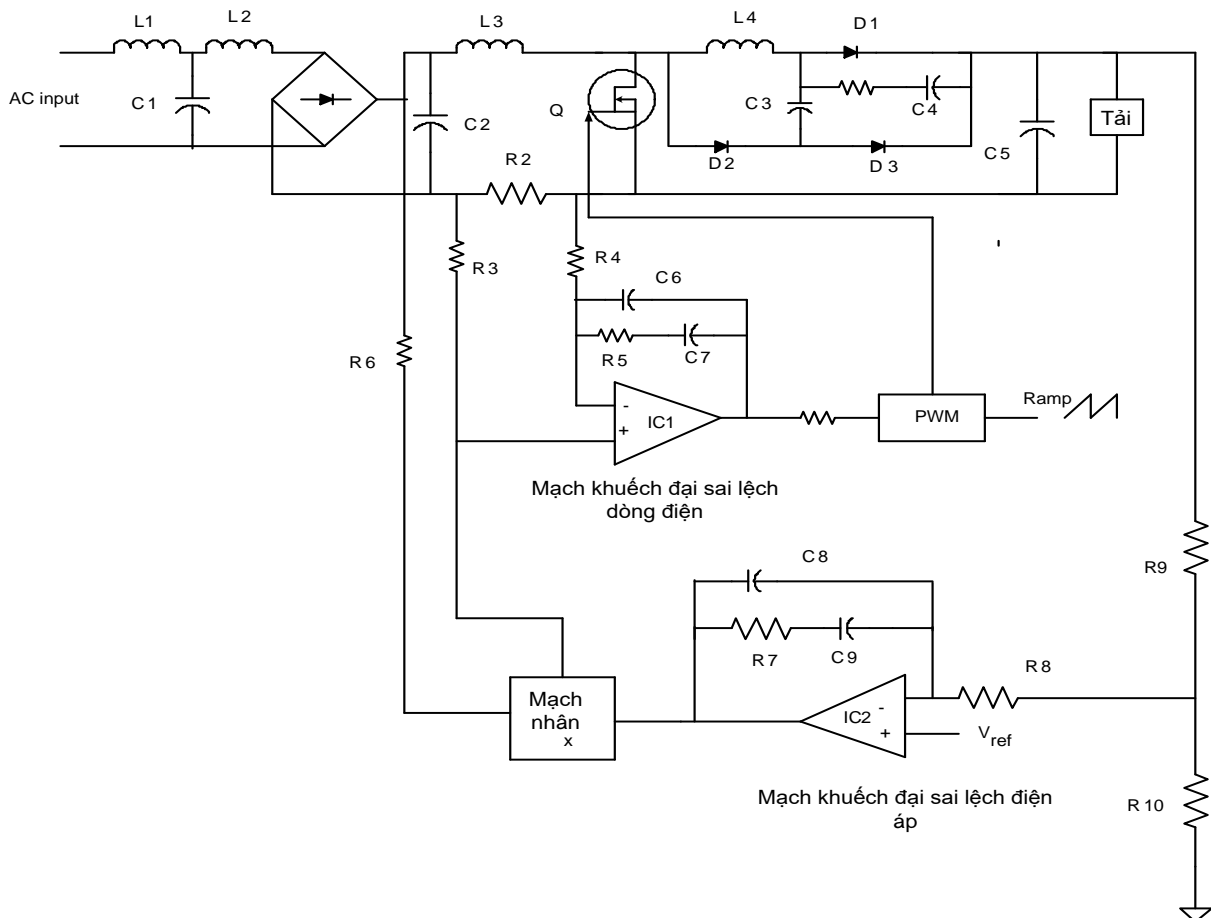 L1
L2
L3
L4
D1
AC input
C1
C2
Q
C3
C4
C5
Tải
D2
D3
R2
R3
R4
C6
R5
C7
R6
-
+
IC1
PWM
Ramp
Mạch khuếch đại sai lệch
dòng điện
C8
R7
C9
R9
R8
Mạch
nhân
x
IC2
-
+
Vref
R10
Mạch khuếch đại sai lệch điện
áp